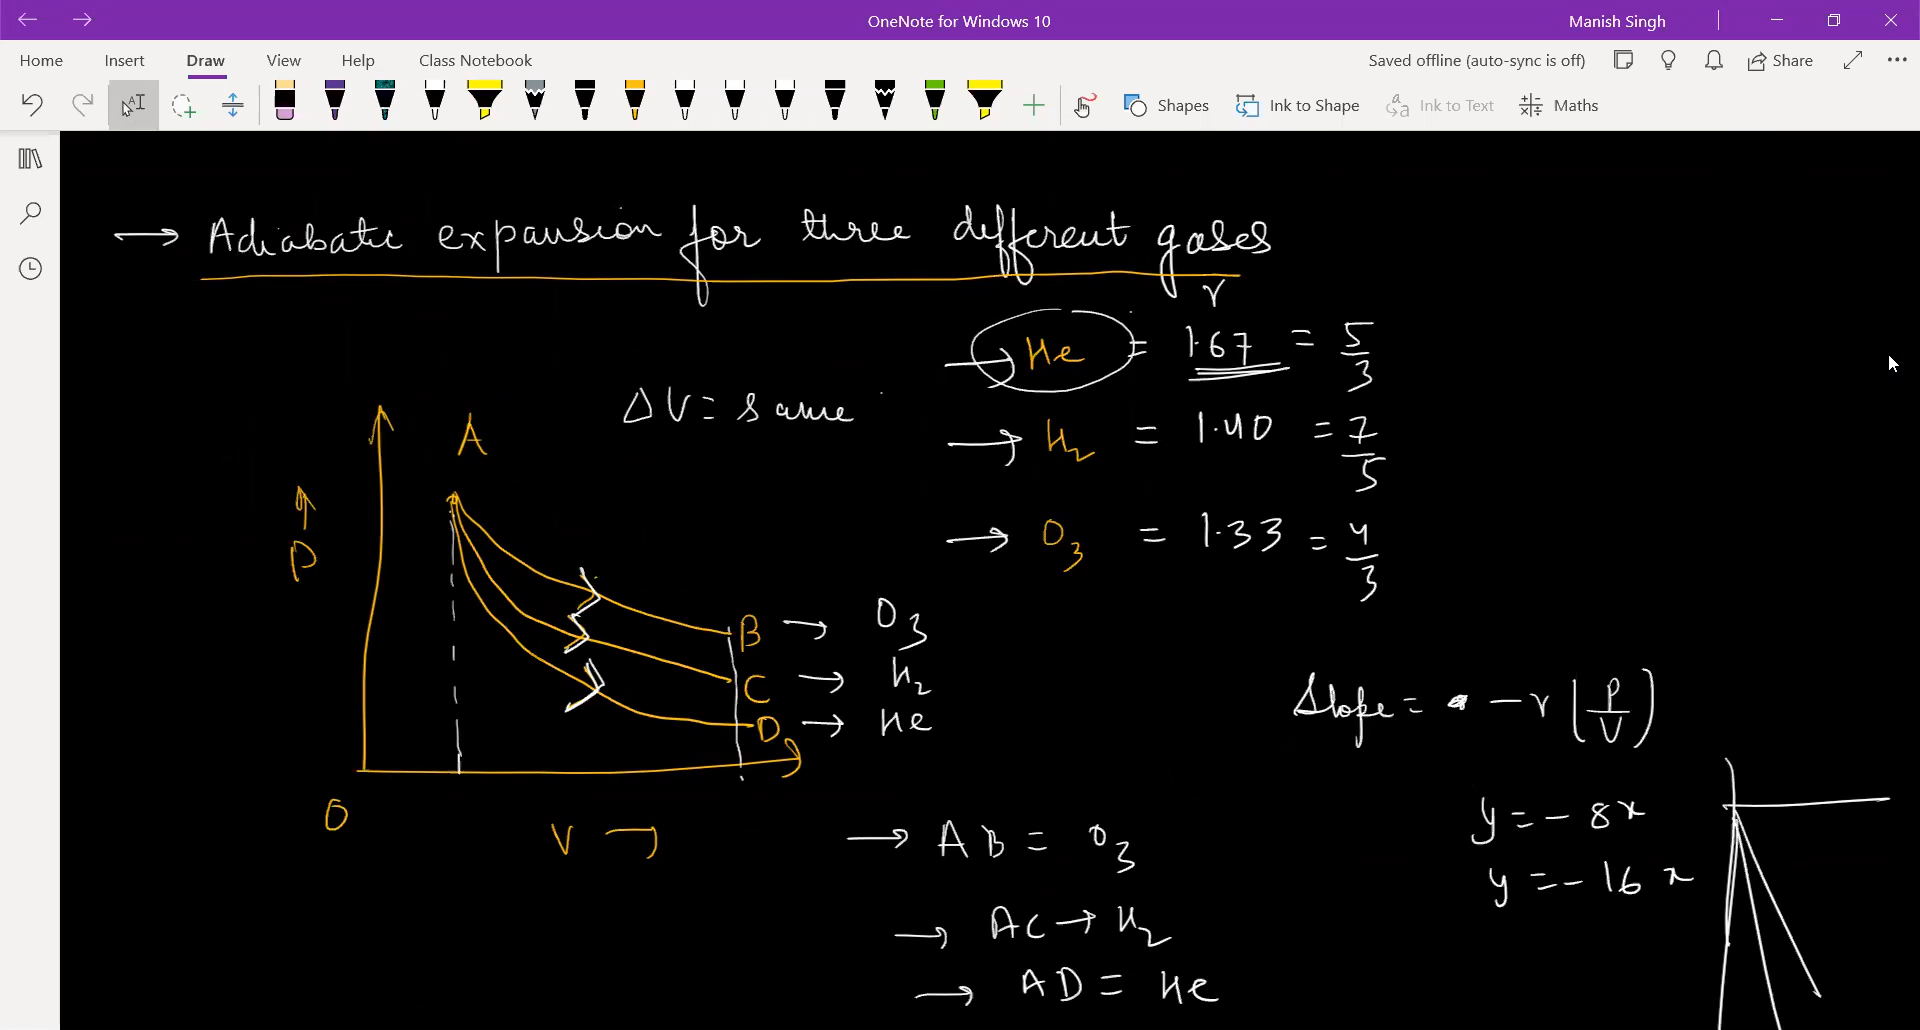 OneNote for Windows 10
Manish Singh
Home Insert Draw View Help Class Notebook
Saved offline (auto-sync is off) Share
Shapes Ink to Shape Ink to Text Maths
→ Adiabatic expansion for three different gases
γ
→ He = 1.67 = 5/3
ΔV = same
→ H2 = 1.40 = 7/5
→ O3 = 1.33 = 4/3
A
↑
P
B → O3
C → H2
D → He
O
V →
Slope = - γ (P/V)
y = - 8x
y = - 16x
→ AB = O3
→ AC → H2
→ AD = He